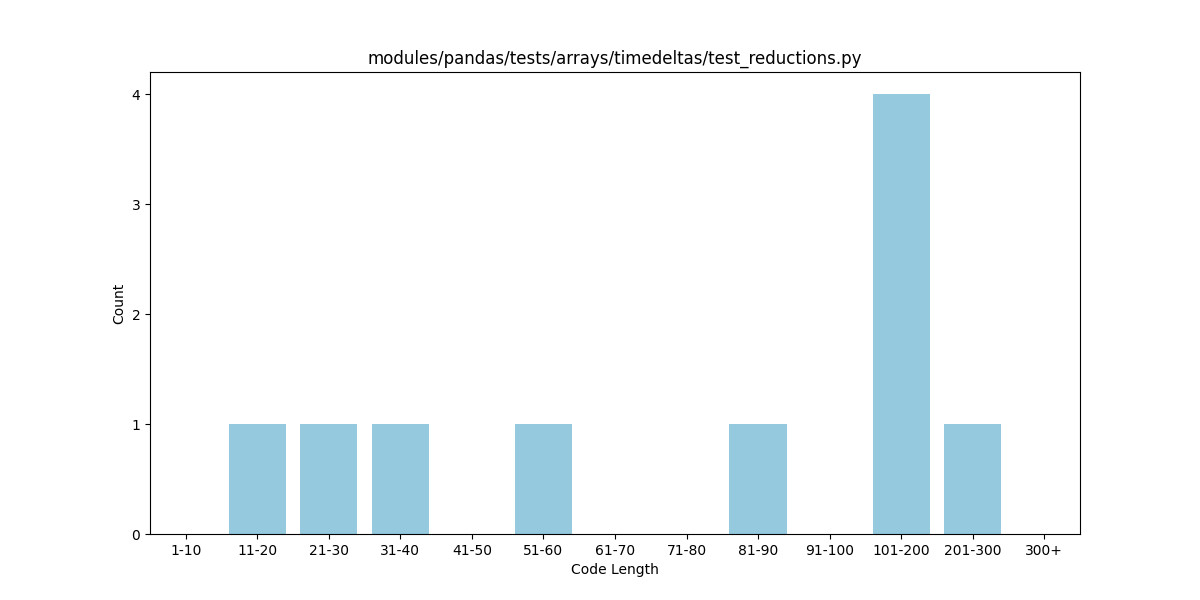 modules/pandas/tests/arrays/timedeltas/test_reductions.py
4
3
2
1
0
Count
1-10 11-20 21-30 31-40 41-50 51-60 61-70 71-80 81-90 91-100 101-200 201-300 300+
Code Length